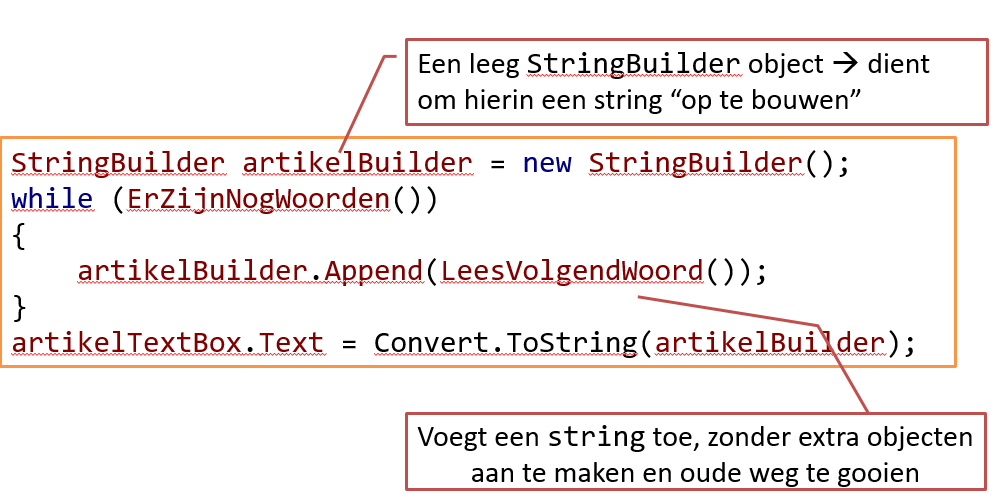 Een leeg StringBuilder object → dient
om hierin een string “op te bouwen”
StringBuilder artikelBuilder = new StringBuilder();
while (ErZijnNogWoorden())
{
    artikelBuilder.Append(LeesVolgendWoord());
}
artikelTextBox.Text = Convert.ToString(artikelBuilder);
Voegt een string toe, zonder extra objecten
aan te maken en oude weg te gooien